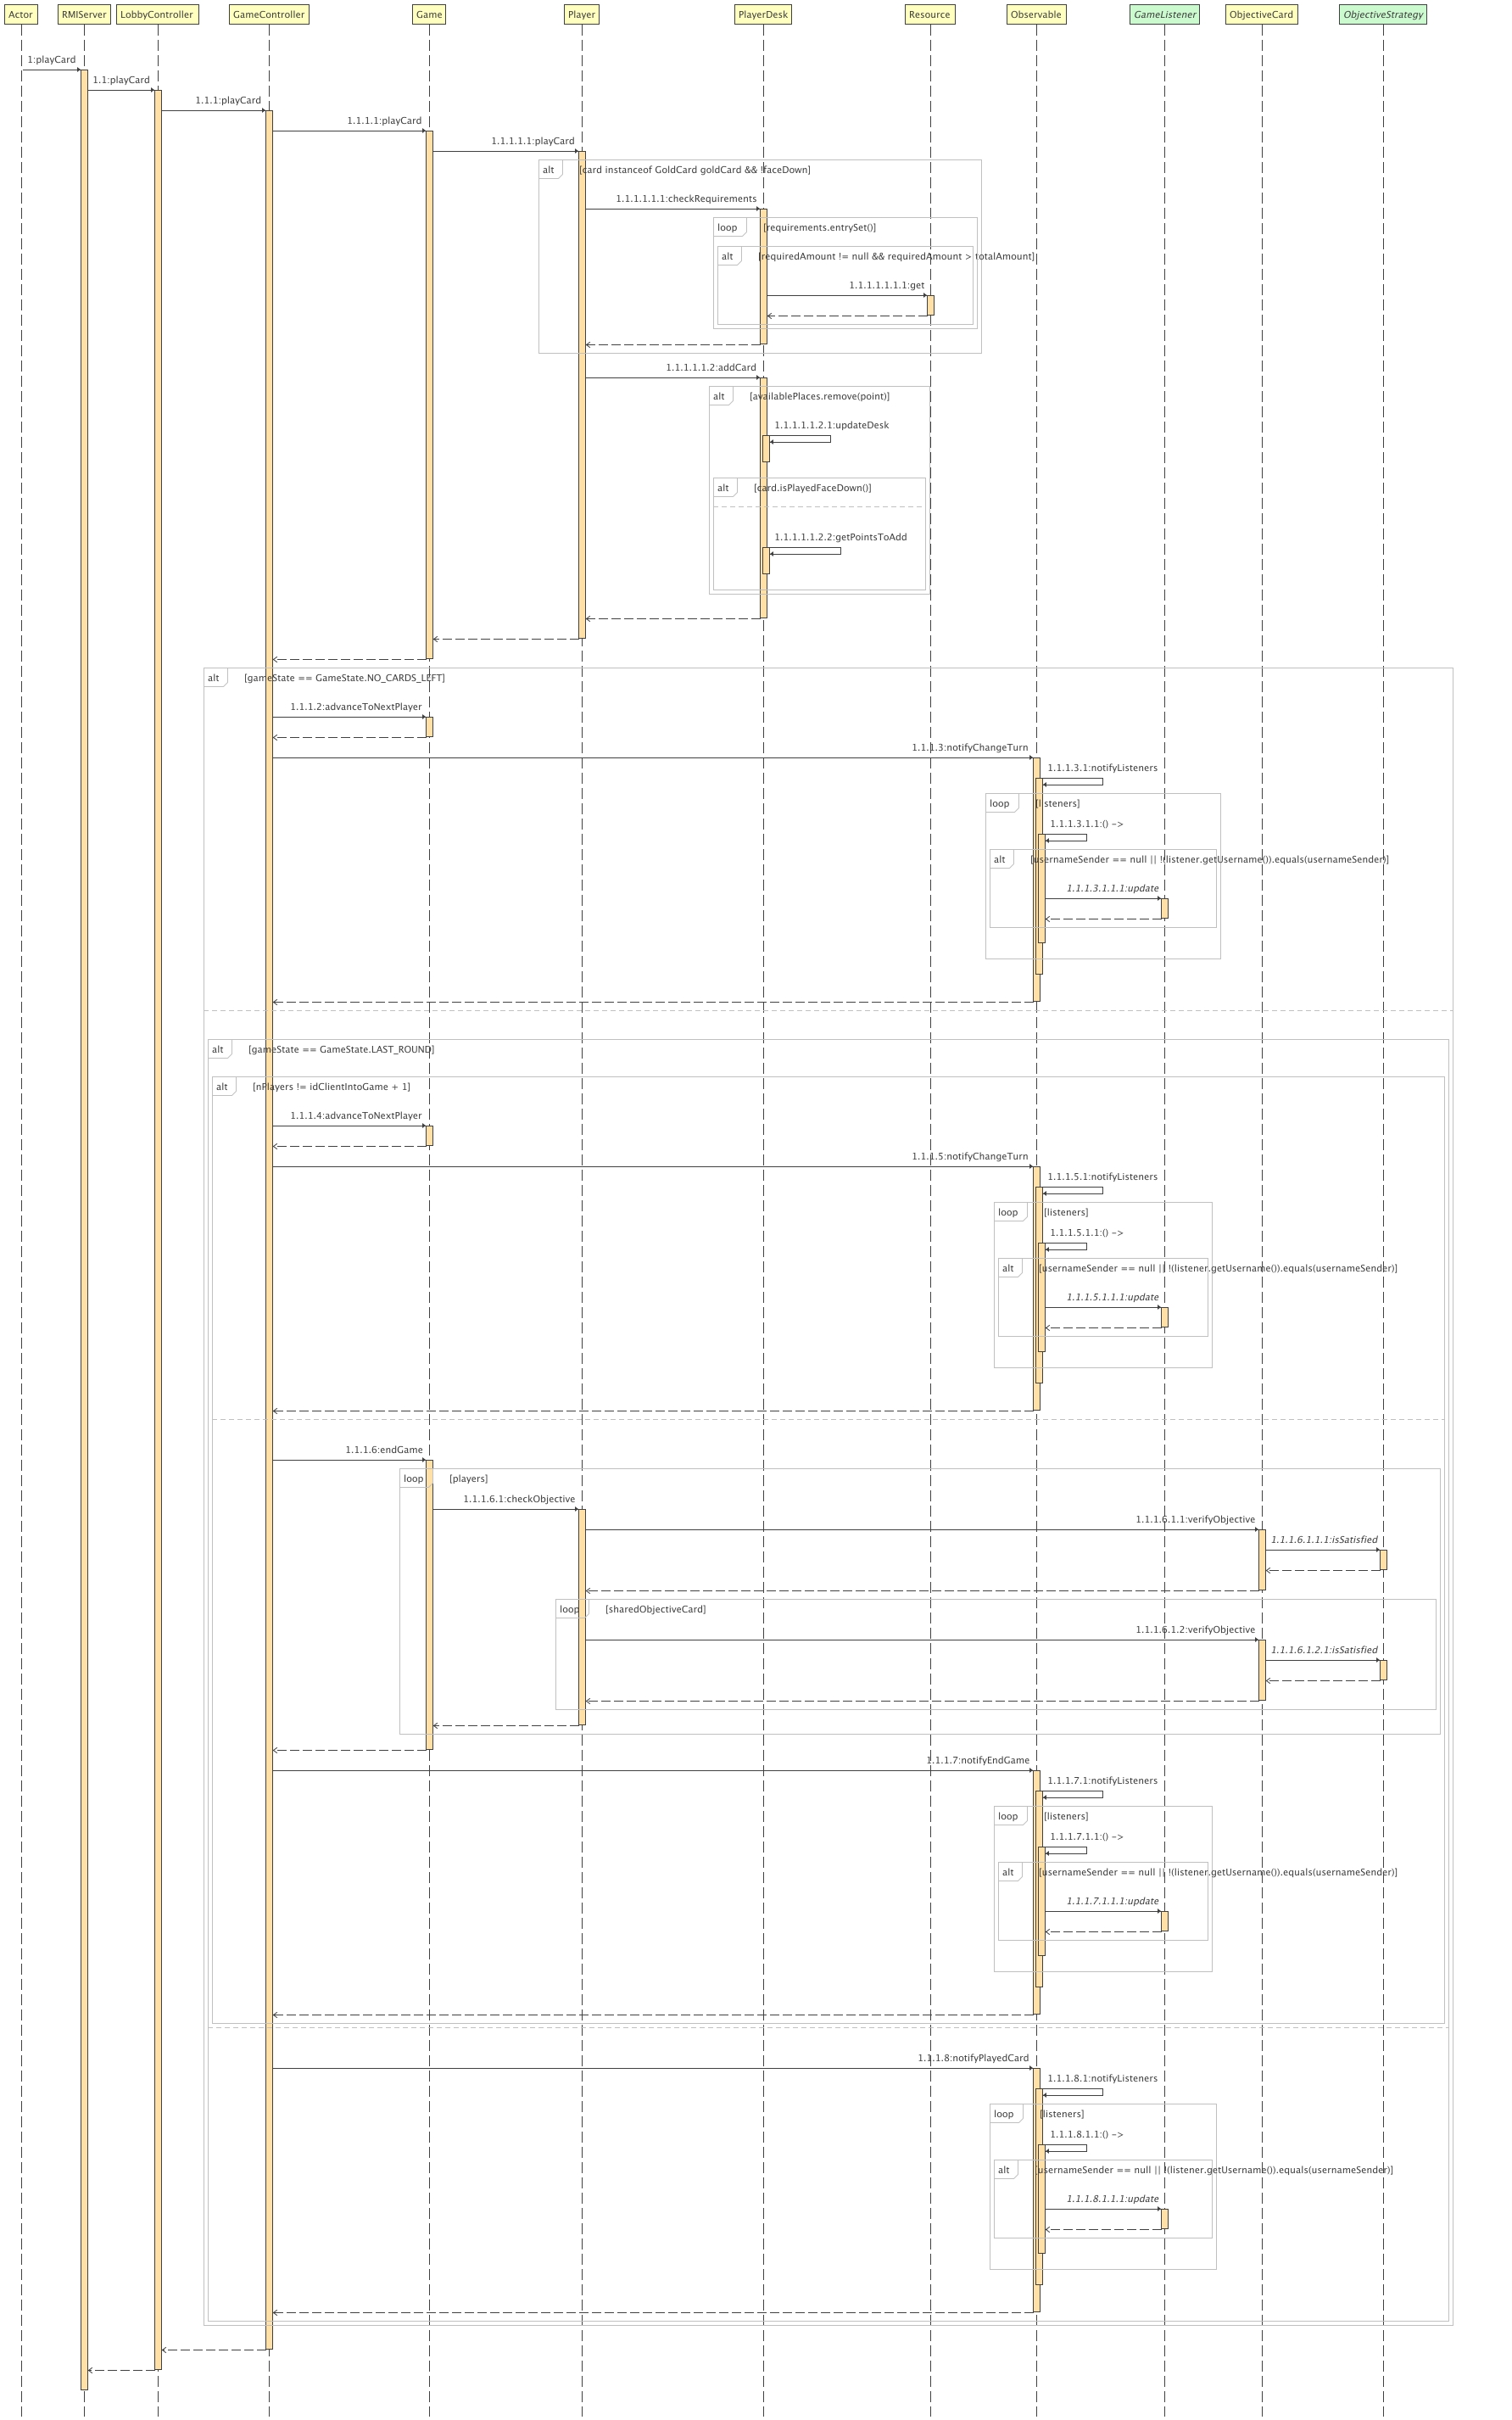 Actor RMIServer LobbyController GameController Game Player PlayerDesk Resource Observable GameListener ObjectiveCard ObjectiveStrategy
1:playCard
1.1:playCard
1.1.1:playCard
1.1.1.1:playCard
1.1.1.1.1:playCard
alt [card instanceof GoldCard goldCard && !faceDown]
1.1.1.1.1.1:checkRequirements
loop [requirements.entrySet()]
alt [requiredAmount != null && requiredAmount > totalAmount]
1.1.1.1.1.1.1:get
1.1.1.1.1.2:addCard
alt [availablePlaces.remove(point)]
1.1.1.1.1.2.1:updateDesk
alt [card.isPlayedFaceDown()]
1.1.1.1.1.2.2:getPointsToAdd
alt [gameState == GameState.NO_CARDS_LEFT]
1.1.1.2:advanceToNextPlayer
1.1.1.3:notifyChangeTurn
1.1.1.3.1:notifyListeners
loop [listeners]
1.1.1.3.1.1:() ->
alt [usernameSender == null || !(listener.getUsername()).equals(usernameSender)]
1.1.1.3.1.1.1:update
alt [gameState == GameState.LAST_ROUND]
alt [nPlayers != idClientIntoGame + 1]
1.1.1.4:advanceToNextPlayer
1.1.1.5:notifyChangeTurn
1.1.1.5.1:notifyListeners
loop [listeners]
1.1.1.5.1.1:() ->
alt [usernameSender == null || !(listener.getUsername()).equals(usernameSender)]
1.1.1.5.1.1.1:update
1.1.1.6:endGame
loop [players]
1.1.1.6.1:checkObjective
1.1.1.6.1.1:verifyObjective
1.1.1.6.1.1.1:isSatisfied
loop [sharedObjectiveCard]
1.1.1.6.1.2:verifyObjective
1.1.1.6.1.2.1:isSatisfied
1.1.1.7:notifyEndGame
1.1.1.7.1:notifyListeners
loop [listeners]
1.1.1.7.1.1:() ->
alt [usernameSender == null || !(listener.getUsername()).equals(usernameSender)]
1.1.1.7.1.1.1:update
1.1.1.8:notifyPlayedCard
1.1.1.8.1:notifyListeners
loop [listeners]
1.1.1.8.1.1:() ->
alt [usernameSender == null || !(listener.getUsername()).equals(usernameSender)]
1.1.1.8.1.1.1:update